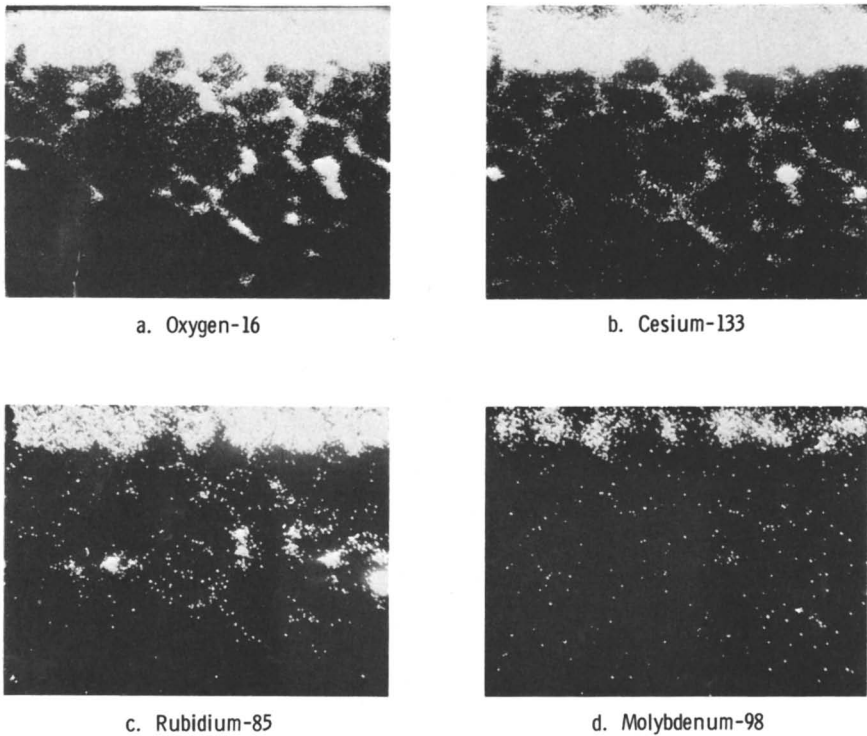 a. Oxygen-16
b. Cesium-133
c. Rubidium-85
d. Molybdenum-98